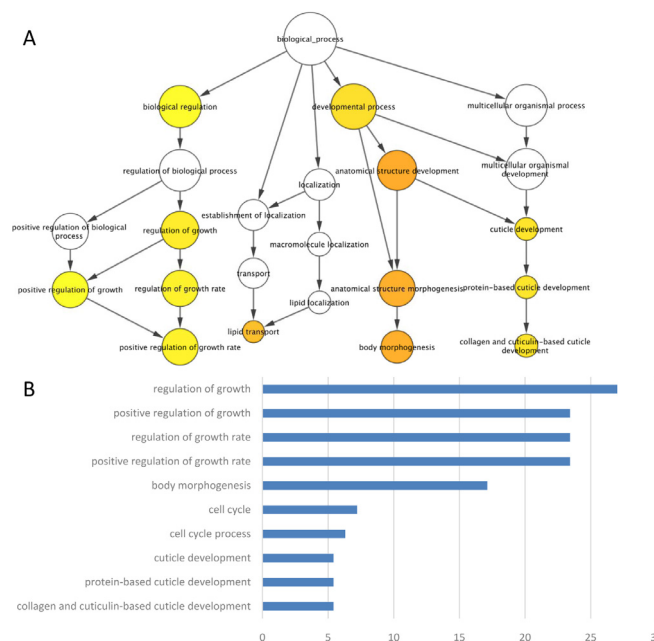 A
biological_process
biological regulation
developmental process
multicellular organismal process
regulation of biological process
anatomical structure development
multicellular organismal
development
localization
positive regulation of biological
process
regulation of growth
establishment of localization
cuticle development
macromolecule localization
transport
positive regulation of growth
regulation of growth rate
anatomical structure morphogenesis
protein-based cuticle development
lipid localization
lipid transport
positive regulation of growth rate
body morphogenesis
collagen and cuticulin-based cuticle
development
B
regulation of growth
positive regulation of growth
regulation of growth rate
positive regulation of growth rate
body morphogenesis
cell cycle
cell cycle process
cuticle development
protein-based cuticle development
collagen and cuticulin-based cuticle development
0 5 10 15 20 25